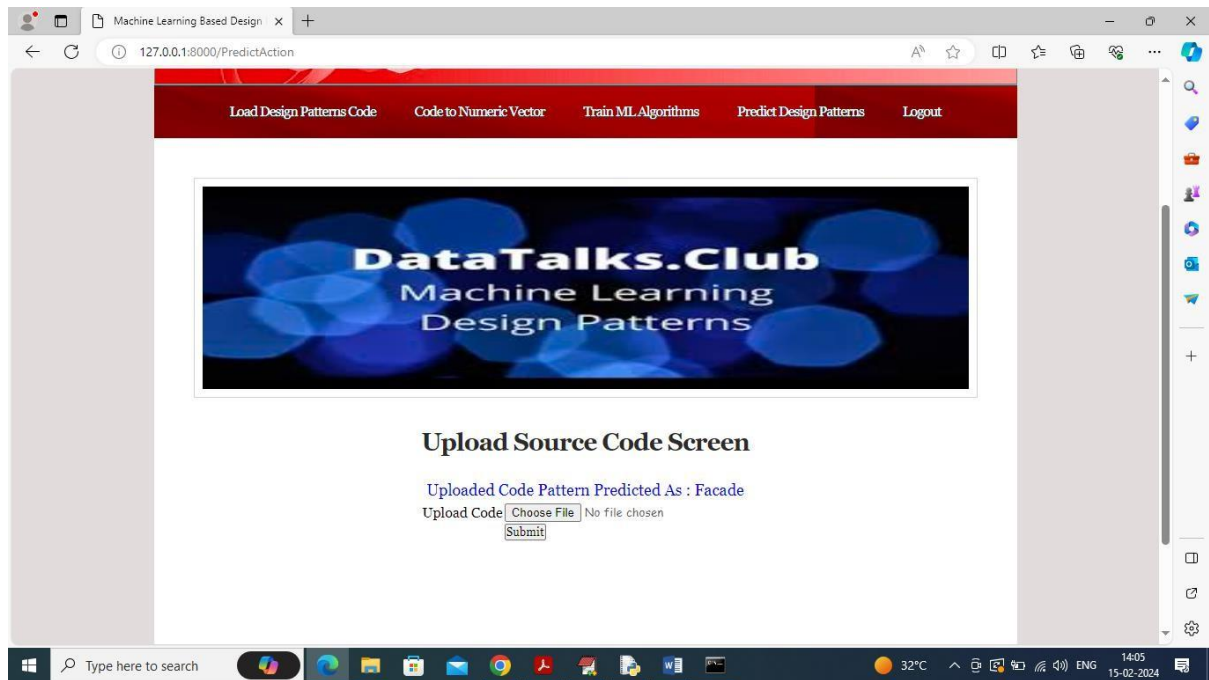 Machine Learning Based Design
127.0.0.1:8000/PredictAction
Load Design Patterns Code Code to Numeric Vector Train ML Algorithms Predict Design Patterns Logout
DataTalks.Club
Machine Learning
Design Patterns
Upload Source Code Screen
Uploaded Code Pattern Predicted As : Facade
Upload Code Choose File No file chosen
Submit
Type here to search
32°C ENG 14:05
15-02-2024